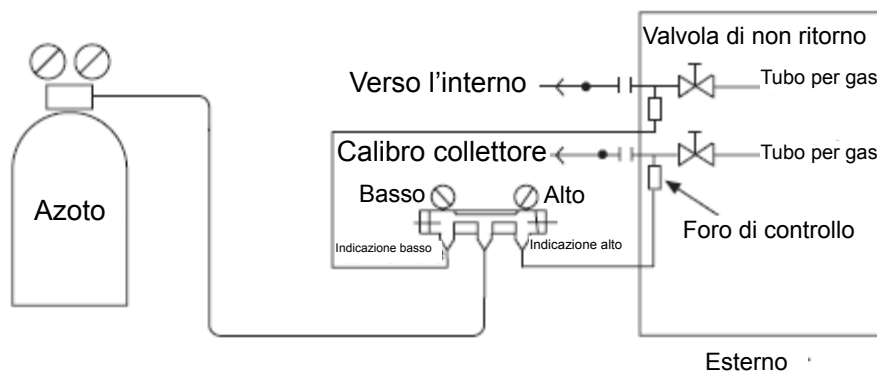 Valvola di non ritorno
Verso l’interno
Tubo per gas
Calibro collettore
Tubo per gas
Basso
Alto
Azoto
Foro di controllo
Indicazione basso
Indicazione alto
Esterno